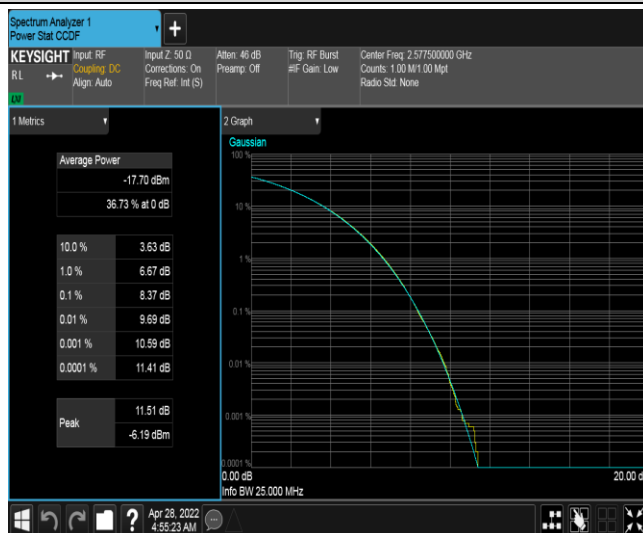 Spectrum Analyzer 1
Power Stat CCDF
+
KEYSIGHT
RL
LM
Input: RF
Coupling: DC
Align: Auto
Input Z: 50 Ω
Corrections: On
Freq Ref: Int (S)
Atten: 46 dB
Preamp: Off
Trig: RF Burst
#IF Gain: Low
Center Freq: 2.577500000 GHz
Counts: 1.00 M/1.00 Mpt
Radio Std: None
1 Metrics
Average Power
-17.70 dBm
36.73 % at 0 dB
10.0 % 3.63 dB
1.0 % 6.67 dB
0.1 % 8.37 dB
0.01 % 9.69 dB
0.001 % 10.59 dB
0.0001 % 11.41 dB
Peak
11.51 dB
-6.19 dBm
2 Graph
Gaussian
100 %
10 %
1 %
0.1 %
0.01 %
0.001 %
0.0001 %
0.00 dB 20.00 d
Info BW 25.000 MHz
?
Apr 28, 2022
4:55:23 AM